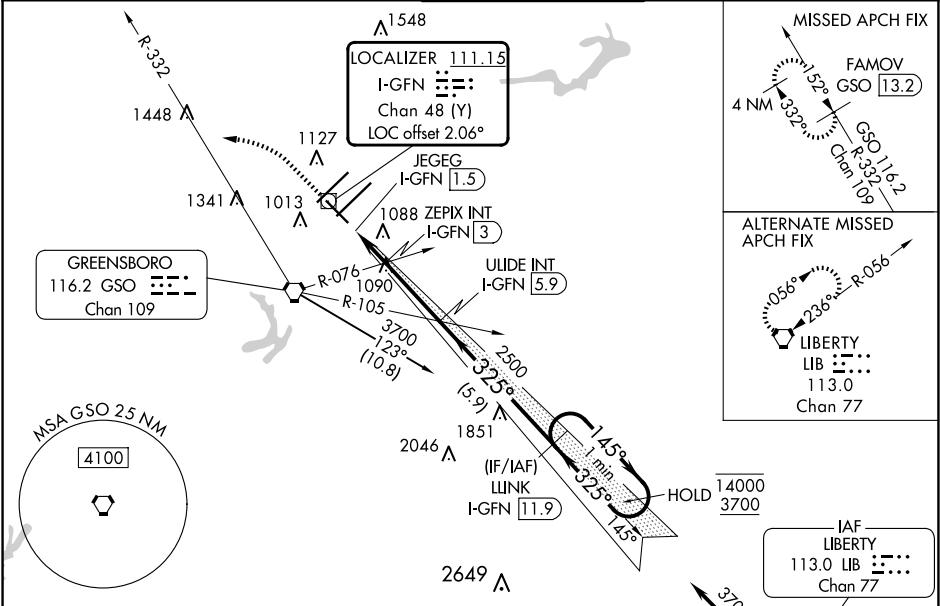 1548
R-332
LOCALIZER 111.15
I-GFN
Chan 48 (Y)
LOC offset 2.06°
1448
1127
JEGEG
I-GFN 1.5
1341
1013
1088
ZEPIX INT
I-GFN 3
GREENSBORO
116.2 GSO
Chan 109
R-076
1090
ULIDE INT
I-GFN 5.9
R-105
3700
123°
(10.8)
2500
325°
(5.9)
1851
2046
145°
1 min
(IF/IAF)
LLINK
I-GFN 11.9
325°
145°
HOLD
14000
3700
MSA GSO 25 NM
4100
2649
370
IAF
LIBERTY
113.0 LIB
Chan 77
MISSED APCH FIX
FAMOV
GSO 13.2
152°
332°
4 NM
GSO 116.2
R-332
Chan 109
ALTERNATE MISSED
APCH FIX
R-056
056°
236°
LIBERTY
LIB
113.0
Chan 77